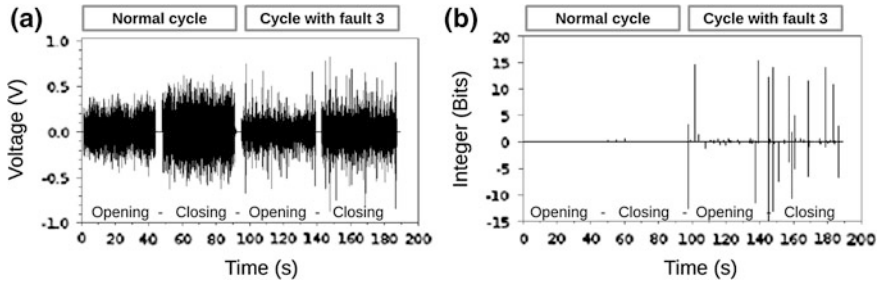 (a)
Normal cycle
Cycle with fault 3
Voltage (V)
1.0
0.5
0.0
-0.5
-1.0
Opening - Closing - Opening - Closing
0 20 40 60 80 100 120 140 160 180 200
Time (s)
(b)
Normal cycle
Cycle with fault 3
Integer (Bits)
20
15
10
5
0
-5
-10
-15
Opening - Closing - Opening - Closing
0 20 40 60 80 100 120 140 160 180 200
Time (s)